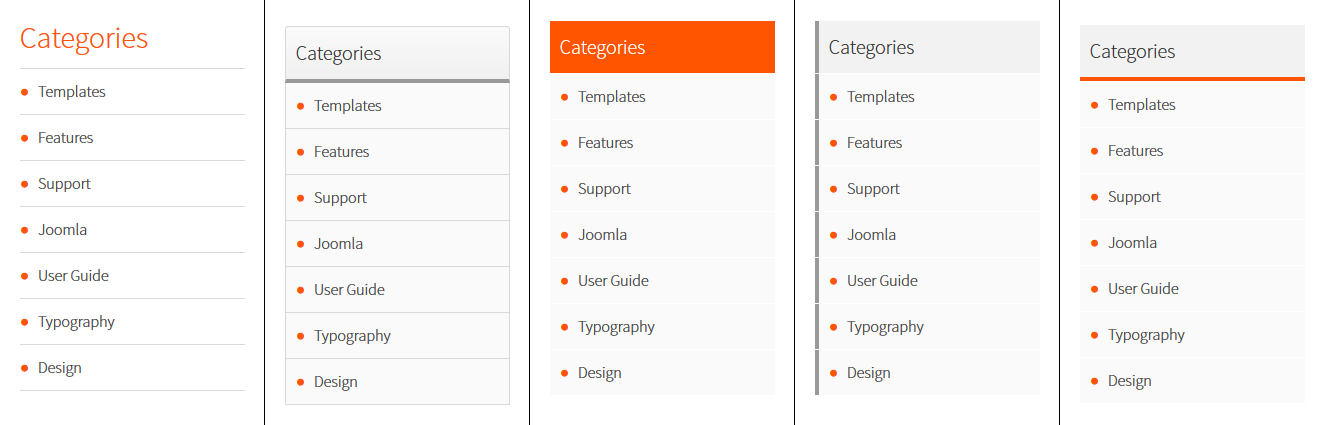 Categories
Templates
Features
Support
Joomla
User Guide
Typography
Design
Categories
Templates
Features
Support
Joomla
User Guide
Typography
Design
Categories
Templates
Features
Support
Joomla
User Guide
Typography
Design
Categories
Templates
Features
Support
Joomla
User Guide
Typography
Design
Categories
Templates
Features
Support
Joomla
User Guide
Typography
Design